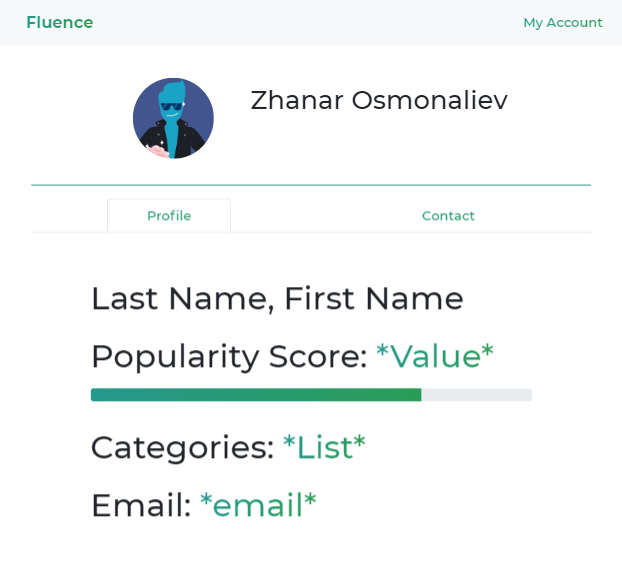 Fluence
My Account
Zhanar Osmonaliev
Profile
Contact
Last Name, First Name
Popularity Score: *Value*
Categories: *List*
Email: *email*